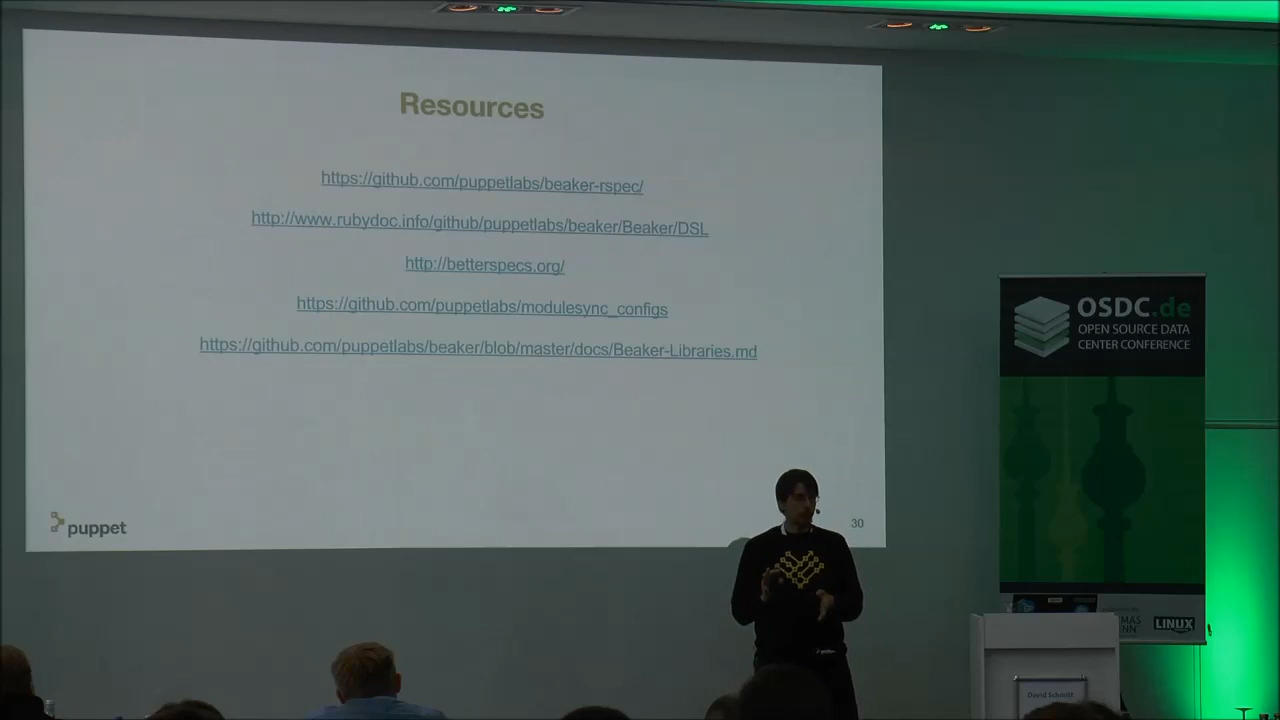 Resources
https://github.com/puppetlabs/beaker-rspec/
http://www.rubydoc.info/github/puppetlabs/beaker/Beaker/DSL
http://betterspecs.org/
https://github.com/puppetlabs/modulesync_configs
https://github.com/puppetlabs/beaker/blob/master/docs/Beaker-Libraries.md
puppet
30
OSDC.de
OPEN SOURCE DATA
CENTER CONFERENCE
LINUX
David Schmitt